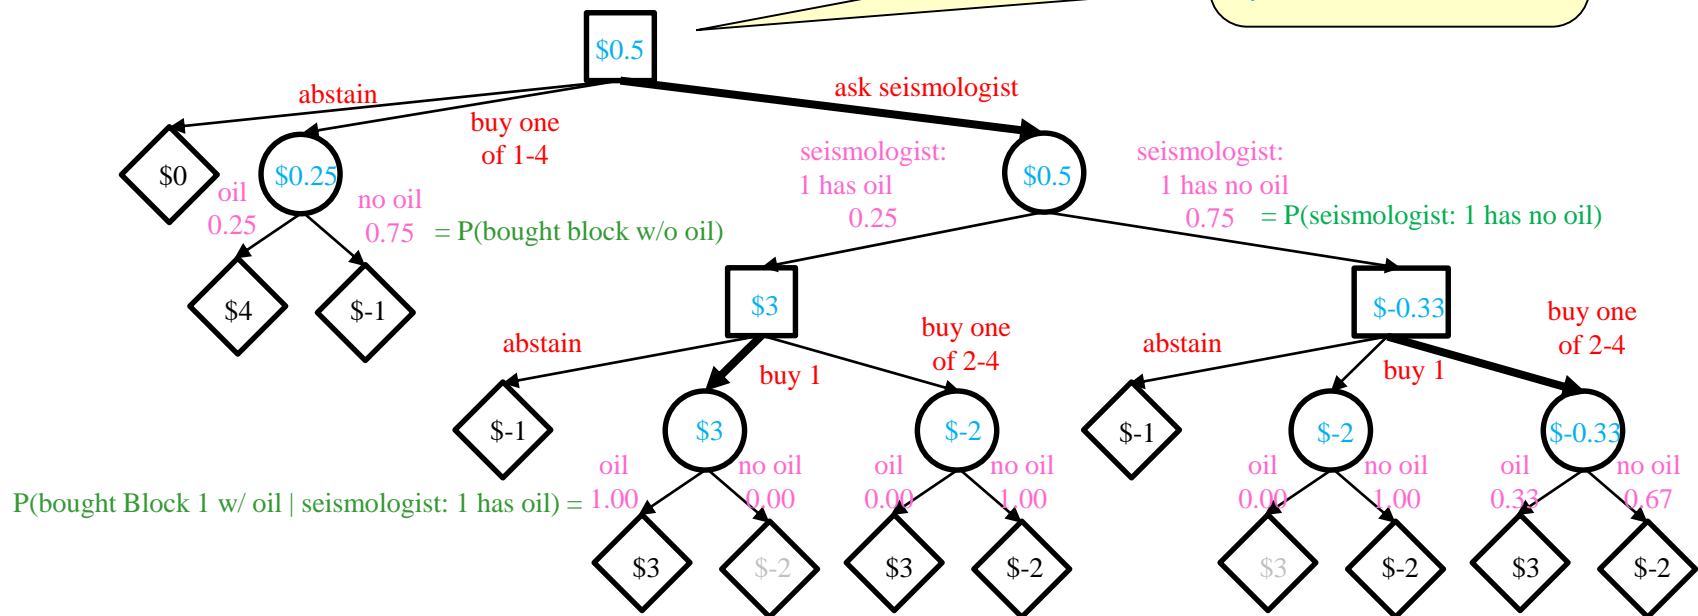 $0.5
abstain
ask seismologist
buy one
of 1-4
$0
$0.25
seismologist:
1 has oil
0.25
$0.5
seismologist:
1 has no oil
0.75 = P(seismologist: 1 has no oil)
oil
0.25
no oil
0.75 = P(bought block w/o oil)
$4
$-1
$3
$-0.33
abstain
buy 1
buy one
of 2-4
abstain
buy 1
buy one
of 2-4
$-1
$3
$-2
$-1
$-2
$-0.33
oil
no oil
oil
no oil
oil
no oil
oil
no oil
P(bought Block 1 w/ oil | seismologist: 1 has oil) = 1.00
0.00
0.00
1.00
0.00
1.00
0.33
0.67
$3
$-2
$3
$-2
$3
$-2
$3
$-2